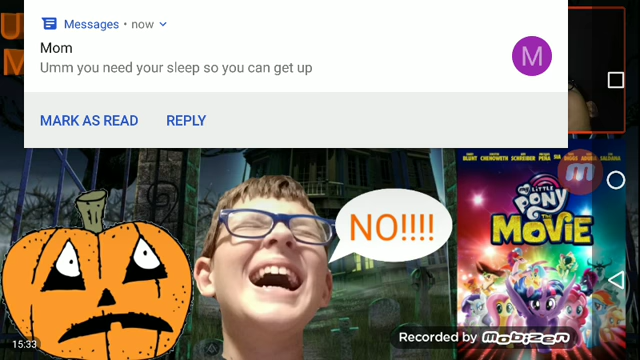 Messages • now
Mom
M
Umm you need your sleep so you can get up
MARK AS READ REPLY
NO!!!!
my LITTLE
PONY
THE
MOVIE
Recorded by mobizen
15:33